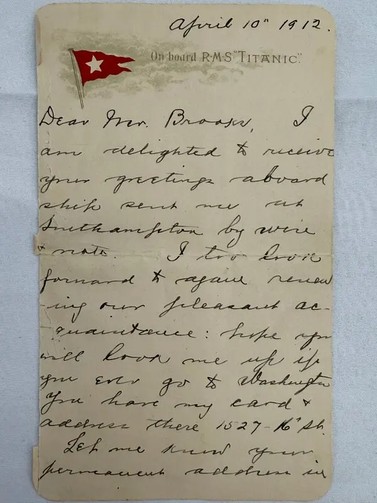 April 10" 1912.
On board R.M.S. "TITANIC."
Dear Mr. Brooks, I
am delighted to receive
your greetings aboard
ship sent me at
Southampton by wire
& note. I too look
forward to again renew
-ing our pleasant ac-
quaintance: hope you
will look me up if
you ever go to Washington
You have my card &
address there 1527-16" St.
Let me know your
permanent address in